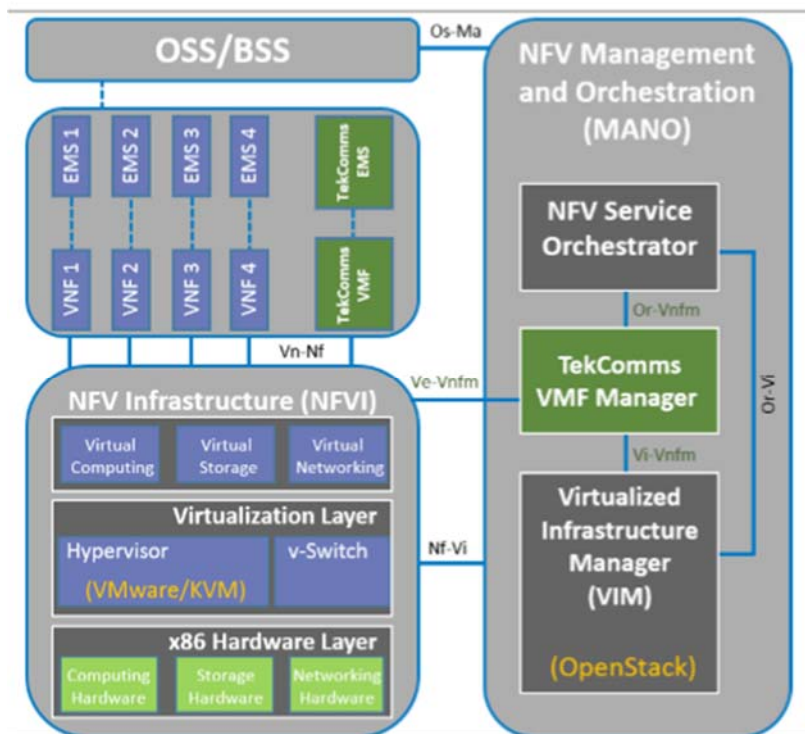 OSS/BSS
Os-Ma
NFV Management
and Orchestration
(MANO)
EMS 1
EMS 2
EMS 3
EMS 4
TekComms
EMS
VNF 1
VNF 2
VNF 3
VNF 4
TekComms
VMF
Vn-Nf
NFV Service
Orchestrator
Or-Vnfm
Ve-Vnfm
TekComms
VMF Manager
Or-Vi
Vi-Vnfm
NFV Infrastructure (NFVI)
Virtual
Computing
Virtual
Storage
Virtual
Networking
Virtualization Layer
Hypervisor
(VMware/KVM)
v-Switch
Nf-Vi
Virtualized
Infrastructure
Manager
(VIM)
(OpenStack)
x86 Hardware Layer
Computing
Hardware
Storage
Hardware
Networking
Hardware